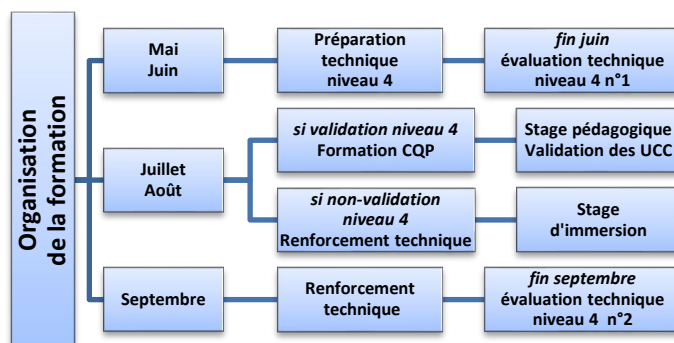 Organisation
de la formation
Mai
Juin
Préparation
technique
niveau 4
fin juin
évaluation technique
niveau 4 n°1
Juillet
Août
si validation niveau 4
Formation CQP
Stage pédagogique
Validation des UCC
si non-validation
niveau 4
Renforcement technique
Stage
d'immersion
Septembre
Renforcement
technique
fin septembre
évaluation technique
niveau 4 n°2